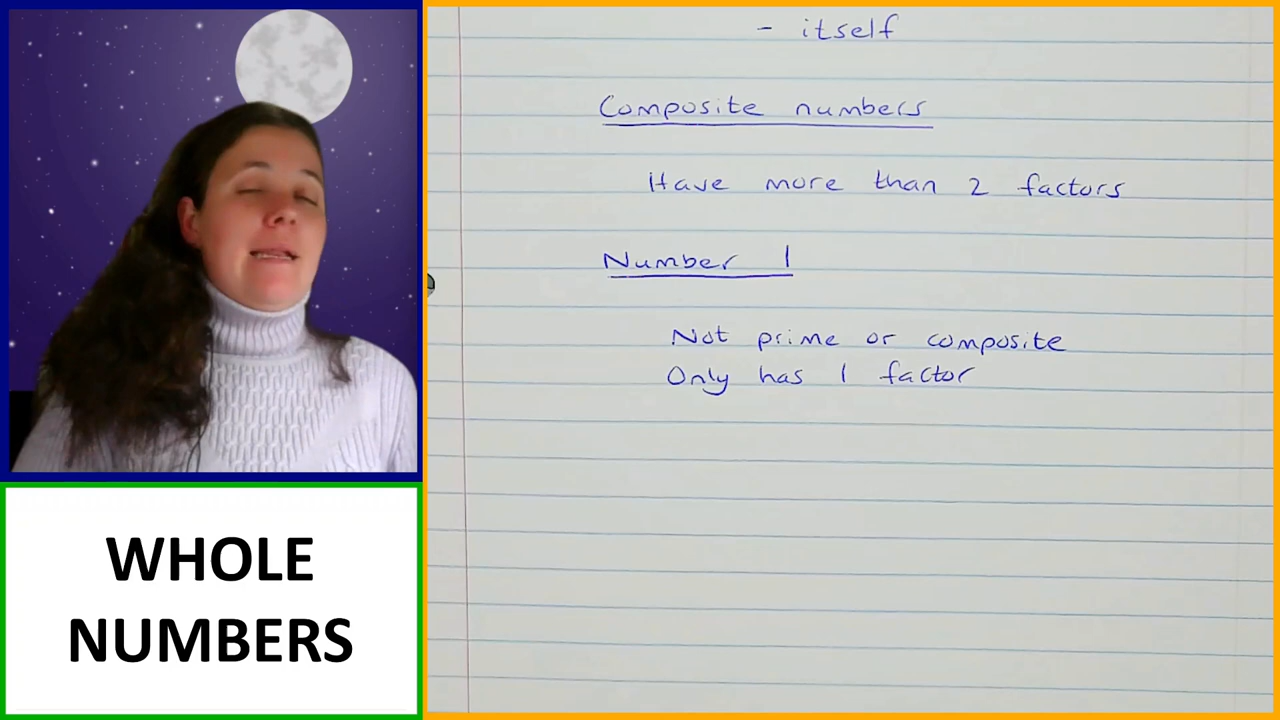 - itself
Composite numbers
Have more than 2 factors
Number 1
Not prime or composite
Only has 1 factor
WHOLE
NUMBERS